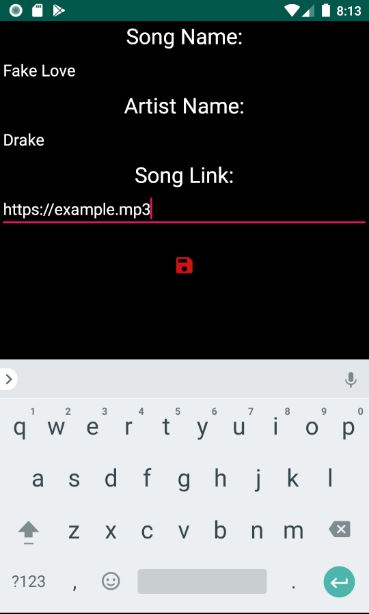 8:13
Song Name:
Fake Love
Artist Name:
Drake
Song Link:
https://example.mp3
1 2 3 4 5 6 7 8 9 0
q w e r t y u i o p
a s d f g h j k l
z x c v b n m
?123 , .